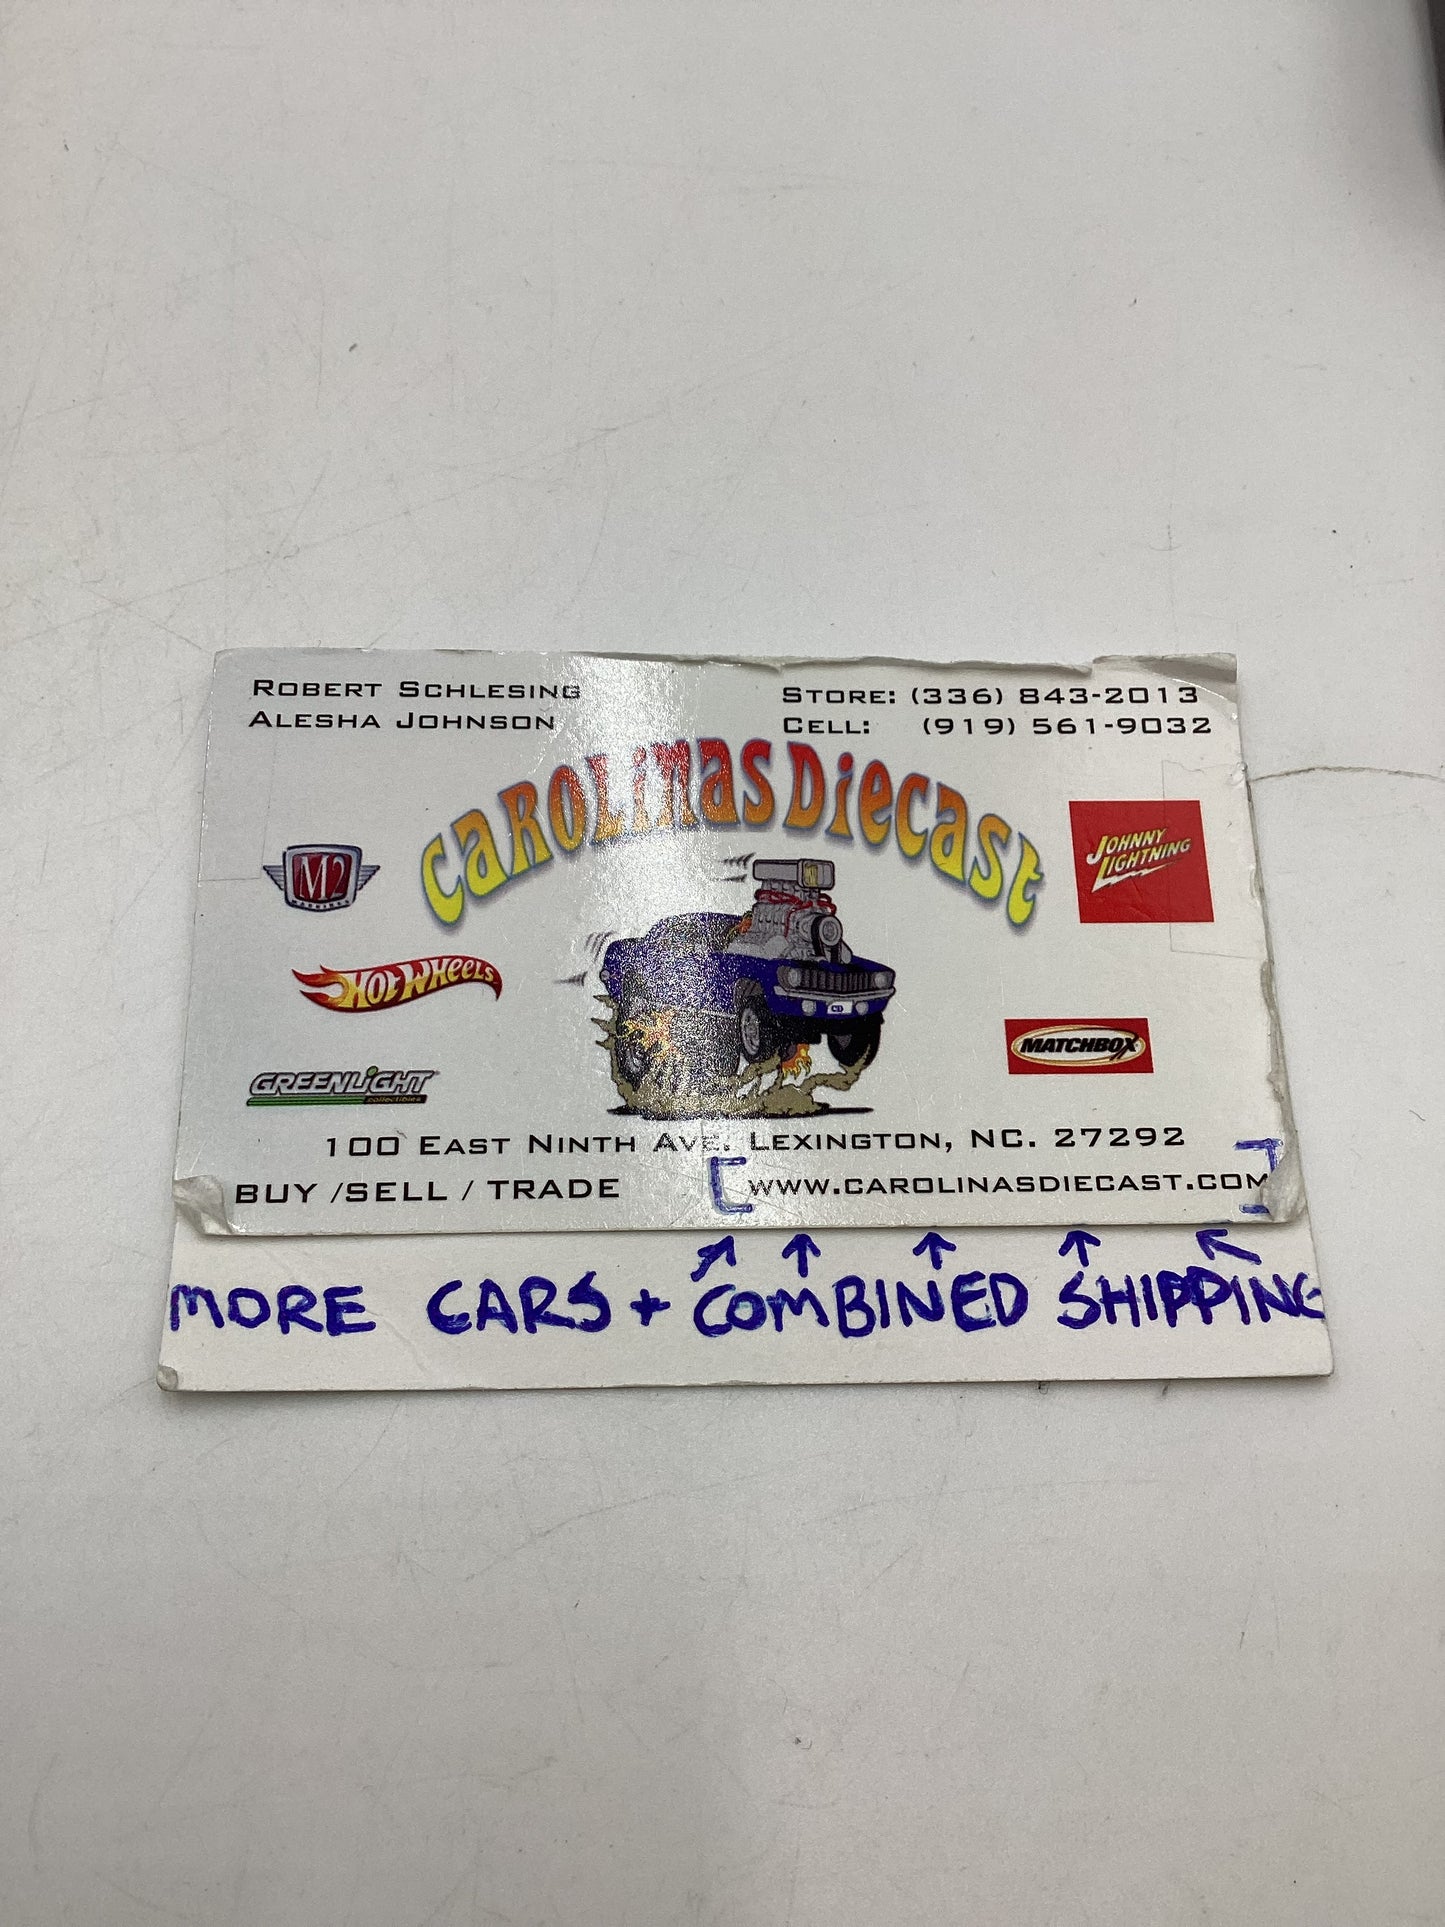 ROBERT SCHLESING
ALESHA JOHNSON
STORE: (336) 843-2013
CELL: (919) 561-9032
CAROLINAS DIECAST
M2
MACHINES
JOHNNY LIGHTNING
HOT WHEELS
MATCHBOX
GREENLIGHT
collectibles
100 EAST NINTH AVE. LEXINGTON, NC. 27292
BUY /SELL / TRADE
WWW.CAROLINASDIECAST.COM
MORE CARS + COMBINED SHIPPING